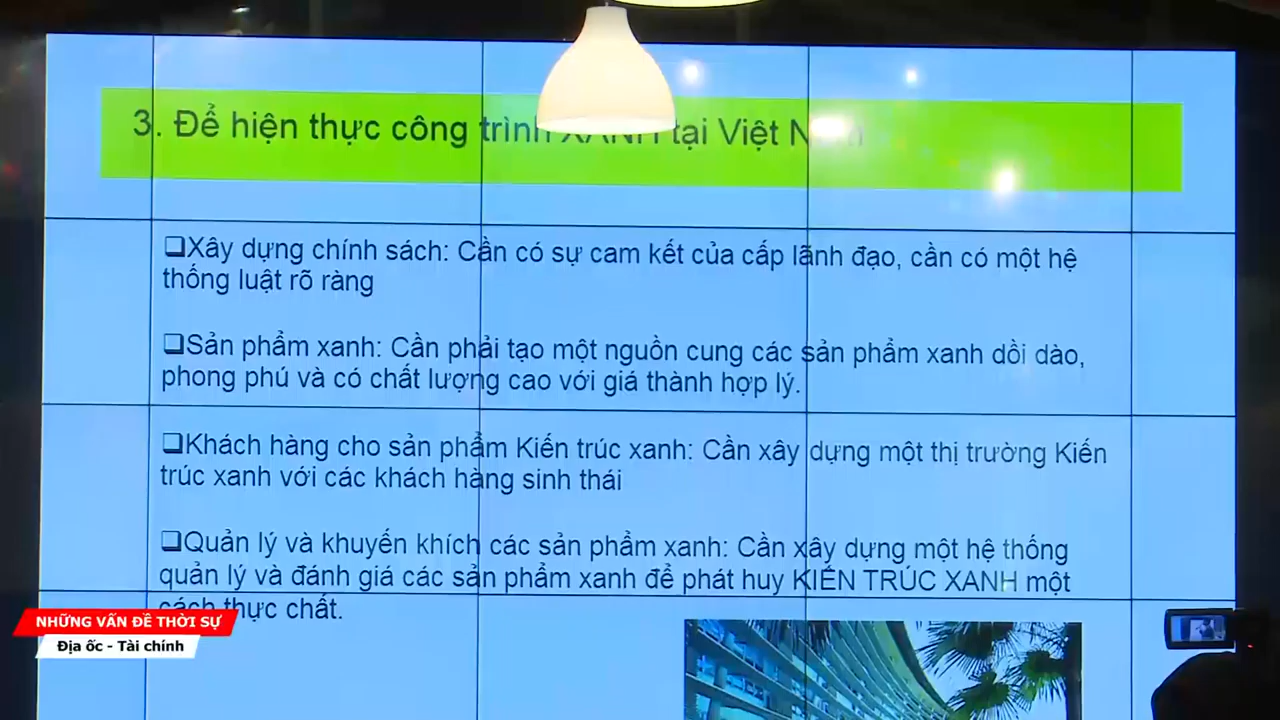 3. Để hiện thực công trình XANH tại Việt Nam
❑Xây dựng chính sách: Cần có sự cam kết của cấp lãnh đạo, cần có một hệ
thống luật rõ ràng
❑Sản phẩm xanh: Cần phải tạo một nguồn cung các sản phẩm xanh dồi dào,
phong phú và có chất lượng cao với giá thành hợp lý.
❑Khách hàng cho sản phẩm Kiến trúc xanh: Cần xây dựng một thị trường Kiến
trúc xanh với các khách hàng sinh thái
❑Quản lý và khuyến khích các sản phẩm xanh: Cần xây dựng một hệ thống
quản lý và đánh giá các sản phẩm xanh để phát huy KIẾN TRÚC XANH một
cách thực chất.
NHỮNG VẤN ĐỀ THỜI SỰ
Địa ốc - Tài chính